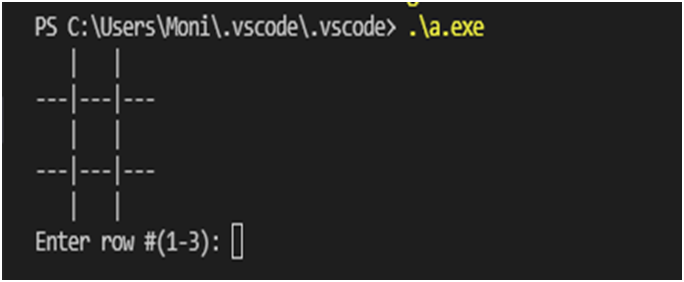 PS C:\Users\Moni\.vscode\.vscode> .\a.exe
   |   |
---|---|---
   |   |
---|---|---
   |   |
Enter row #(1-3):